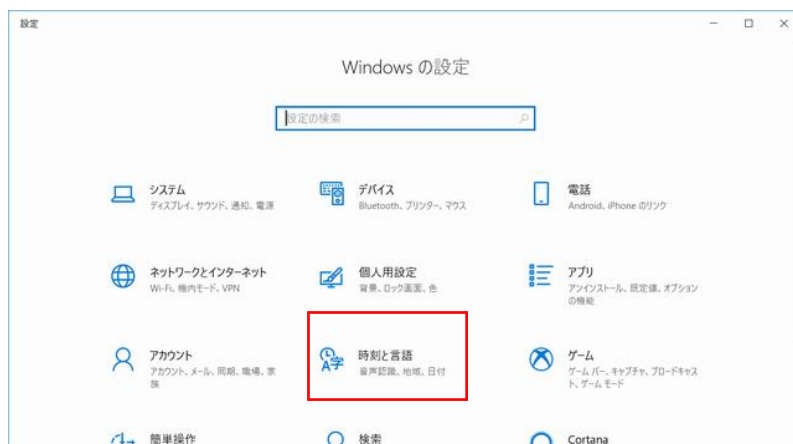 設定
Windows の設定
設定の検索
システム
ディスプレイ、サウンド、通知、電源
デバイス
Bluetooth、プリンター、マウス
電話
Android、iPhone のリンク
ネットワークとインターネット
Wi-Fi、機内モード、VPN
個人用設定
背景、ロック画面、色
アプリ
アンインストール、既定値、オプション
の機能
アカウント
アカウント、メール、同期、職場、家
族
時刻と言語
音声認識、地域、日付
ゲーム
ゲーム バー、キャプチャ、ブロードキャス
ト、ゲーム モード
簡単操作
検索
Cortana